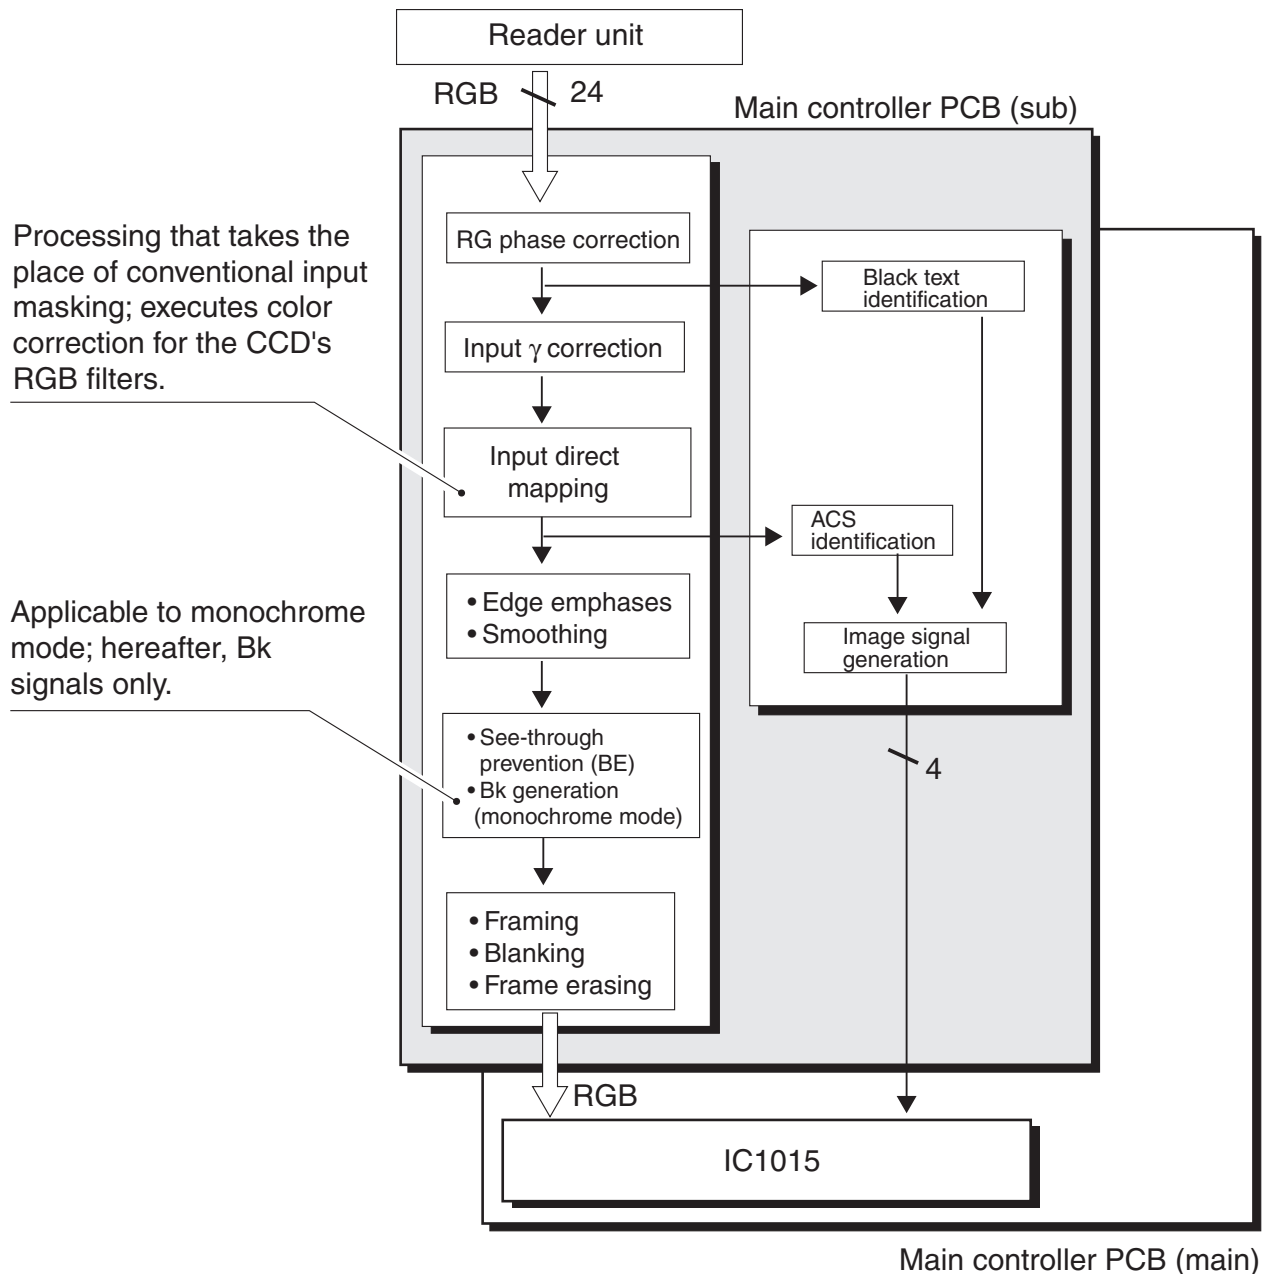 Reader unit
RGB
24
Main controller PCB (sub)
Processing that takes the
place of conventional input
masking; executes color
correction for the CCD's
RGB filters.
RG phase correction
Black text
identification
Input γ correction
Input direct
mapping
ACS
identification
• Edge emphases
• Smoothing
Applicable to monochrome
mode; hereafter, Bk
signals only.
Image signal
generation
• See-through
prevention (BE)
• Bk generation
(monochrome mode)
4
• Framing
• Blanking
• Frame erasing
RGB
IC1015
Main controller PCB (main)